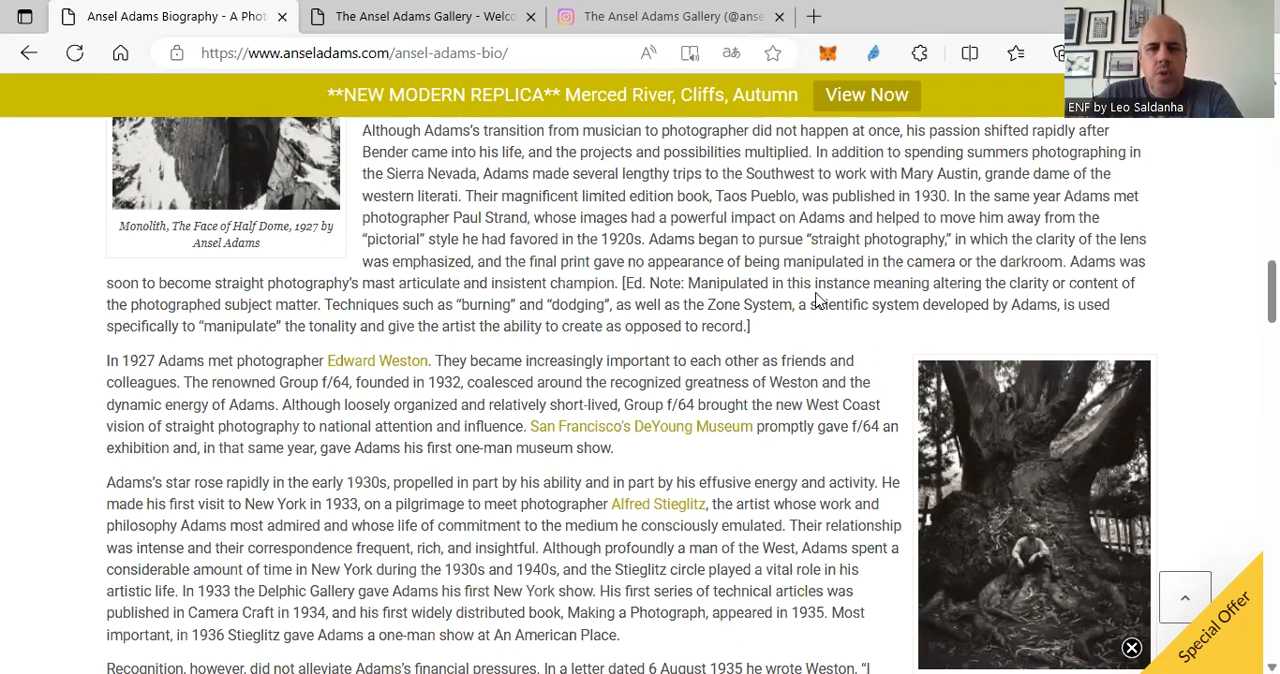 Ansel Adams Biography - A Phot
The Ansel Adams Gallery - Welco
The Ansel Adams Gallery (@anse
https://www.anseladams.com/ansel-adams-bio/
ENF by Leo Saldanha
**NEW MODERN REPLICA** Merced River, Cliffs, Autumn
View Now
Monolith, The Face of Half Dome, 1927 by
Ansel Adams
Although Adams's transition from musician to photographer did not happen at once, his passion shifted rapidly after
Bender came into his life, and the projects and possibilities multiplied. In addition to spending summers photographing in
the Sierra Nevada, Adams made several lengthy trips to the Southwest to work with Mary Austin, grande dame of the
western literati. Their magnificent limited edition book, Taos Pueblo, was published in 1930. In the same year Adams met
photographer Paul Strand, whose images had a powerful impact on Adams and helped to move him away from the
“pictorial” style he had favored in the 1920s. Adams began to pursue “straight photography,” in which the clarity of the lens
was emphasized, and the final print gave no appearance of being manipulated in the camera or the darkroom. Adams was
soon to become straight photography's mast articulate and insistent champion. [Ed. Note: Manipulated in this instance meaning altering the clarity or content of
the photographed subject matter. Techniques such as “burning” and “dodging”, as well as the Zone System, a scientific system developed by Adams, is used
specifically to “manipulate” the tonality and give the artist the ability to create as opposed to record.]
In 1927 Adams met photographer Edward Weston. They became increasingly important to each other as friends and
colleagues. The renowned Group f/64, founded in 1932, coalesced around the recognized greatness of Weston and the
dynamic energy of Adams. Although loosely organized and relatively short-lived, Group f/64 brought the new West Coast
vision of straight photography to national attention and influence. San Francisco's DeYoung Museum promptly gave f/64 an
exhibition and, in that same year, gave Adams his first one-man museum show.
Adams's star rose rapidly in the early 1930s, propelled in part by his ability and in part by his effusive energy and activity. He
made his first visit to New York in 1933, on a pilgrimage to meet photographer Alfred Stieglitz, the artist whose work and
philosophy Adams most admired and whose life of commitment to the medium he consciously emulated. Their relationship
was intense and their correspondence frequent, rich, and insightful. Although profoundly a man of the West, Adams spent a
considerable amount of time in New York during the 1930s and 1940s, and the Stieglitz circle played a vital role in his
artistic life. In 1933 the Delphic Gallery gave Adams his first New York show. His first series of technical articles was
published in Camera Craft in 1934, and his first widely distributed book, Making a Photograph, appeared in 1935. Most
important, in 1936 Stieglitz gave Adams a one-man show at An American Place.
Recognition, however, did not alleviate Adams's financial pressures. In a letter dated 6 August 1935 he wrote Weston, “I
Special Offer